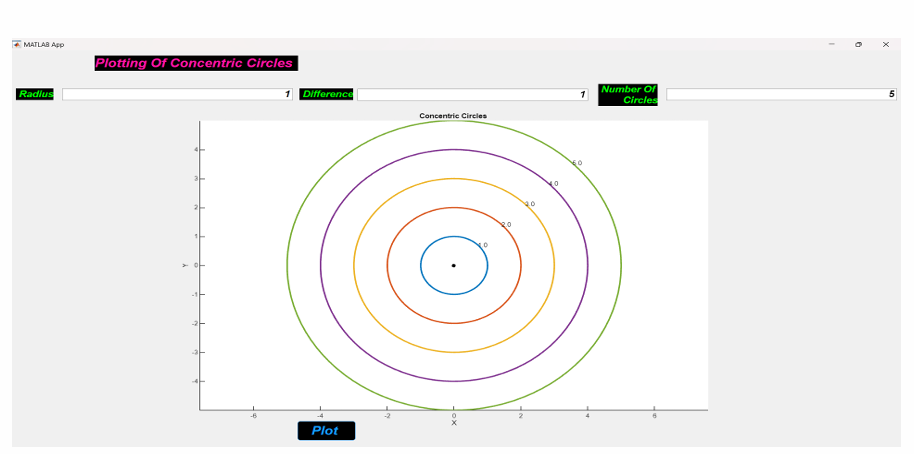 MATLAB App
Plotting Of Concentric Circles
Radius 1 Difference 1 Number Of Circles 5
Concentric Circles
5.0
4
4.0
3
3.0
2
2.0
1
1.0
Y 0
-1
-2
-3
-4
-6 -4 -2 0 2 4 6
X
Plot